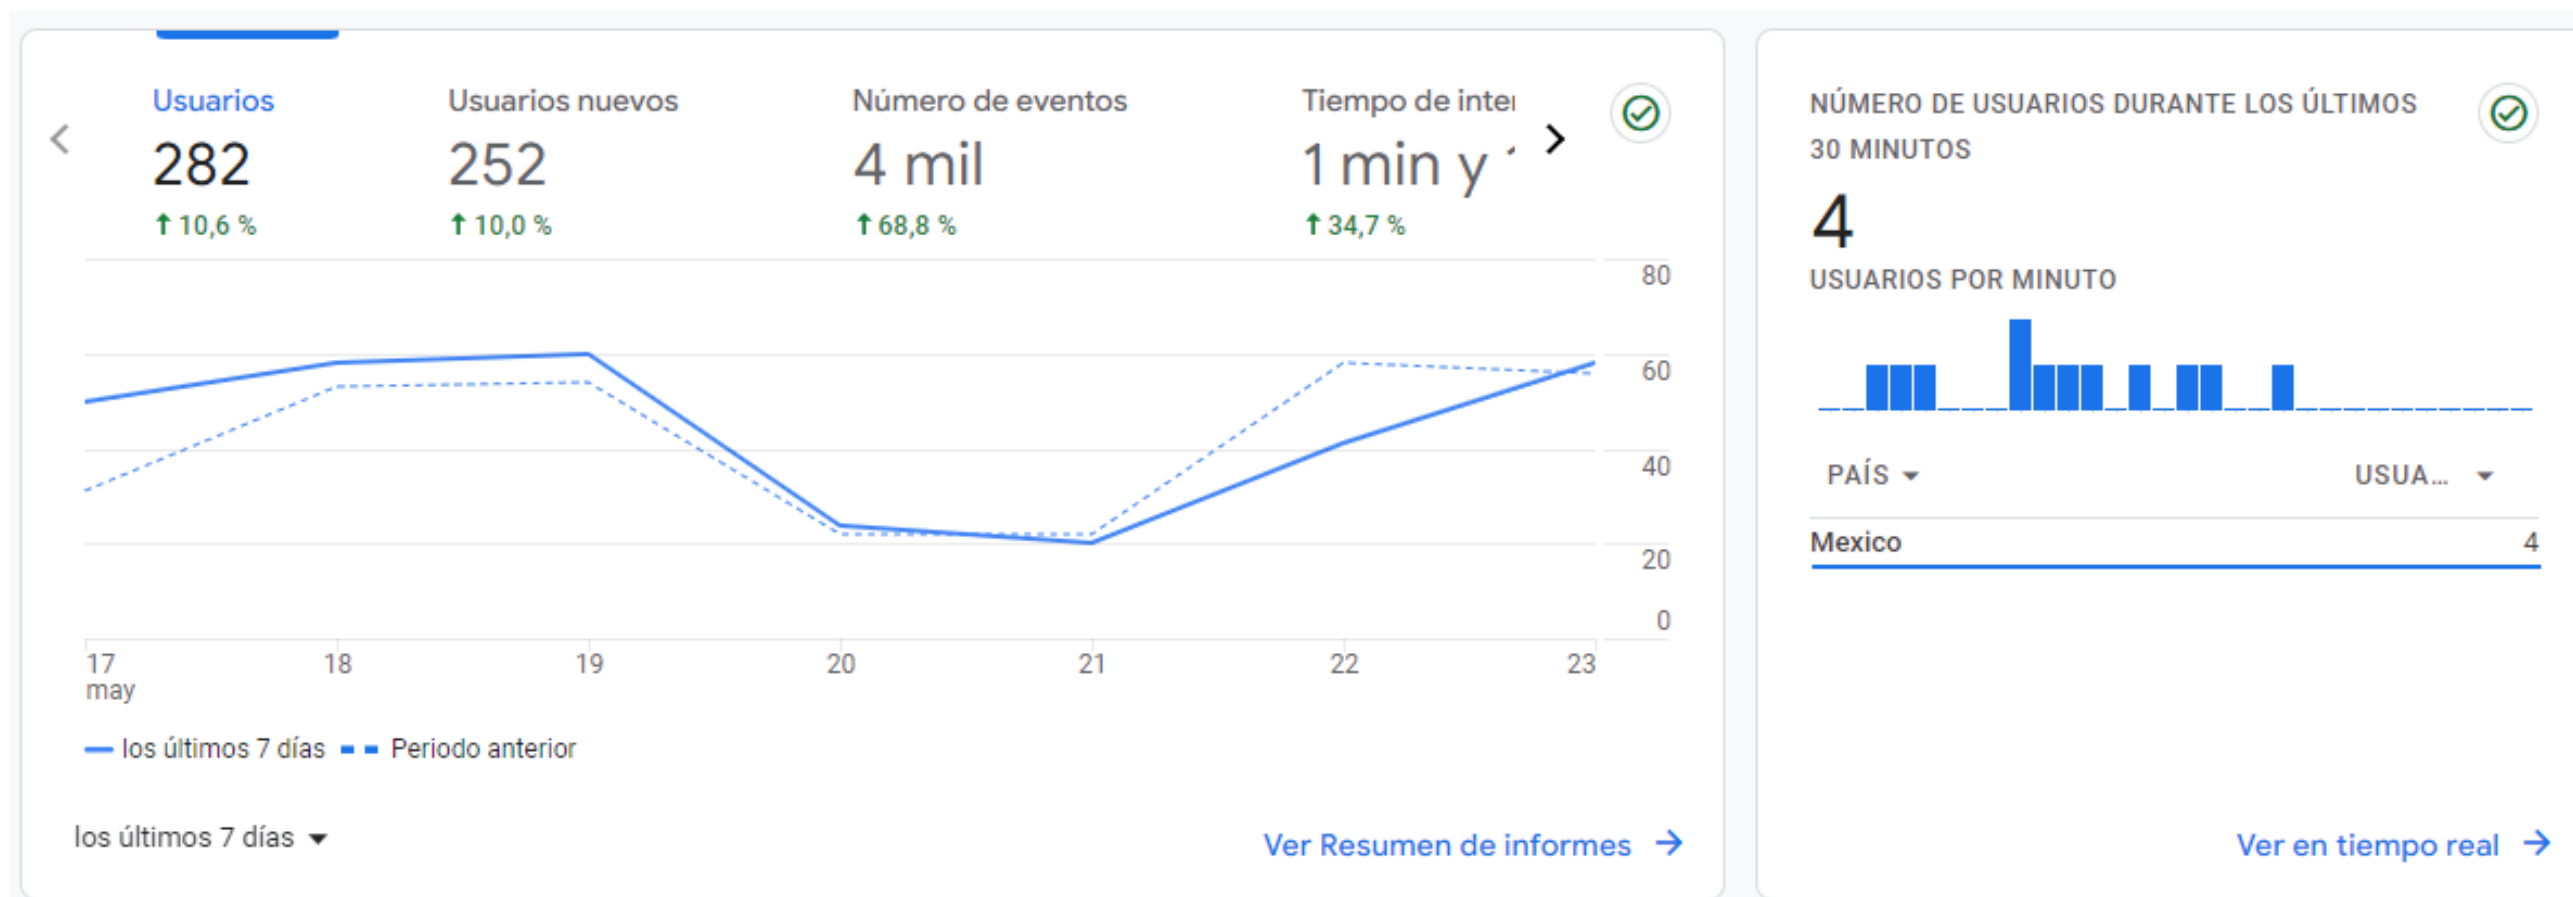 Usuarios
282
↑ 10,6 %
Usuarios nuevos
252
↑ 10,0 %
Número de eventos
4 mil
↑ 68,8 %
Tiempo de
1 min y
↑ 34,7 %
80
60
40
20
0
17
may
18
19
20
21
22
23
los últimos 7 días
Periodo anterior
los últimos 7 días
Ver Resumen de informes
NÚMERO DE USUARIOS DURANTE LOS ÚLTIMOS
30 MINUTOS
4
USUARIOS POR MINUTO
PAÍS
USUA...
Mexico
4
Ver en tiempo real